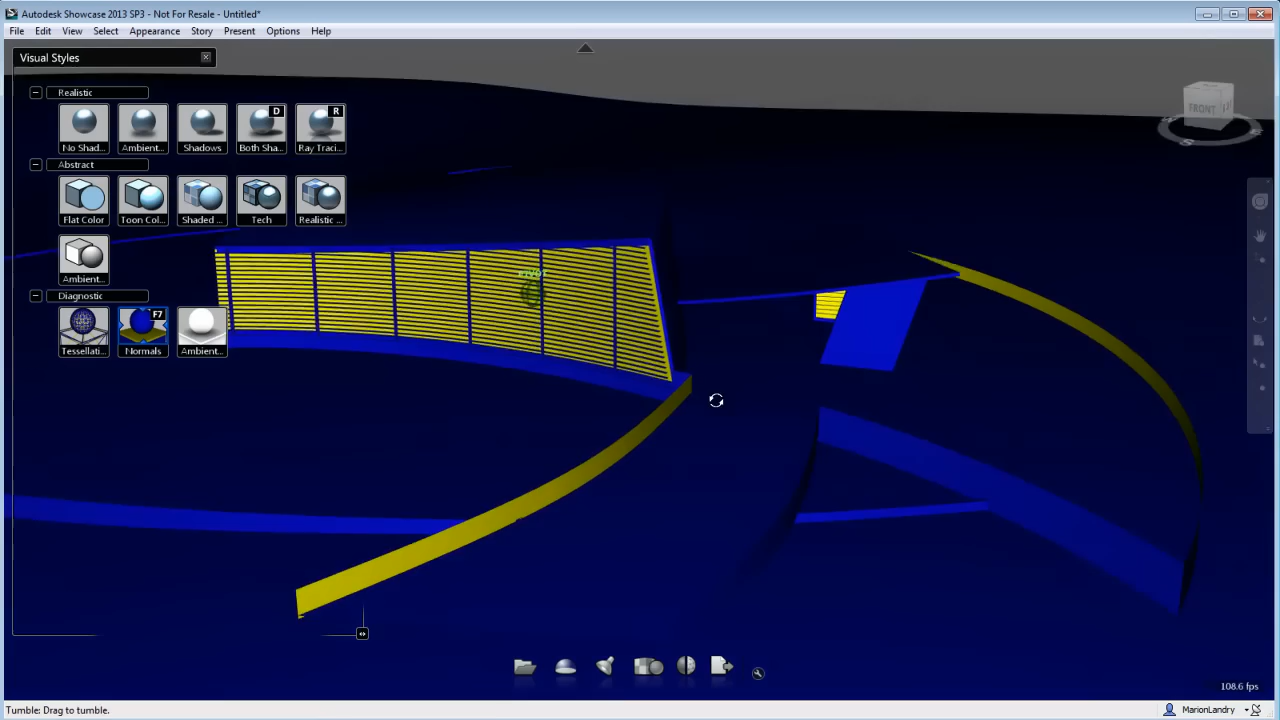 Autodesk Showcase 2013 SP3 - Not For Resale - Untitled*
File Edit View Select Appearance Story Present Options Help
Visual Styles
Realistic
D R
No Shad... Ambient... Shadows Both Sha... Ray Traci...
Abstract
Flat Color Toon Col... Shaded ... Tech Realistic ...
Ambient...
Diagnostic
F7
Tessellati... Normals Ambient...
PIVOT
FRONT
S
108.6 fps
Tumble: Drag to tumble.
MarionLandry